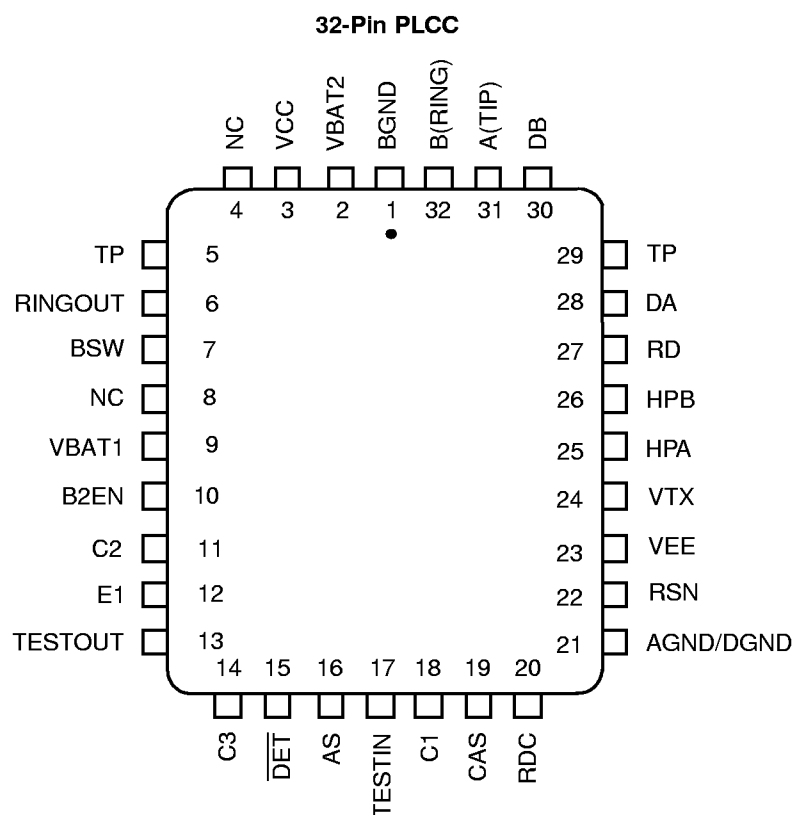 32-Pin PLCC
NC VCC VBAT2 BGND B(RING) A(TIP) DB
4 3 2 1 32 31 30
TP 5 29 TP
RINGOUT 6 28 DA
BSW 7 27 RD
NC 8 26 HPB
VBAT1 9 25 HPA
B2EN 10 24 VTX
C2 11 23 VEE
E1 12 22 RSN
TESTOUT 13 21 AGND/DGND
14 15 16 17 18 19 20
C3 D̅E̅T̅ AS TESTIN C1 CAS RDC